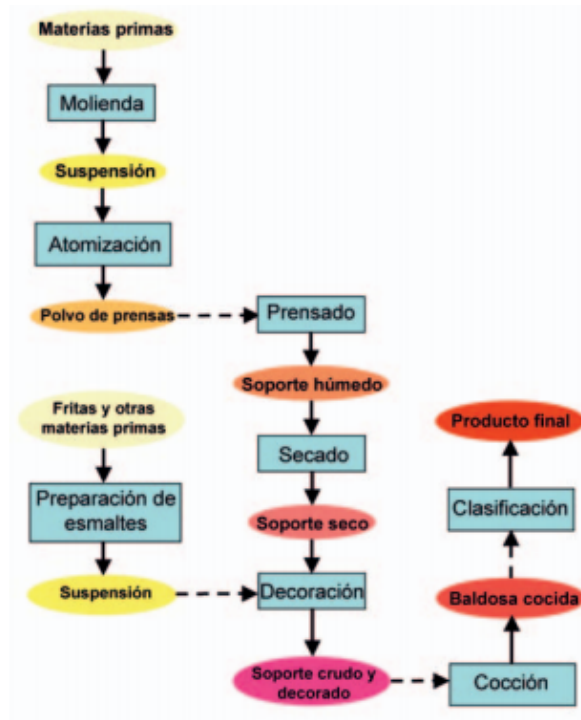 Materias primas
Molienda
Suspensión
Atomización
Polvo de prensas
Prensado
Soporte húmedo
Fritas y otras
materias primas
Producto final
Secado
Preparación de
esmaltes
Clasificación
Soporte seco
Suspensión
Decoración
Baldosa cocida
Soporte crudo y
decorado
Cocción